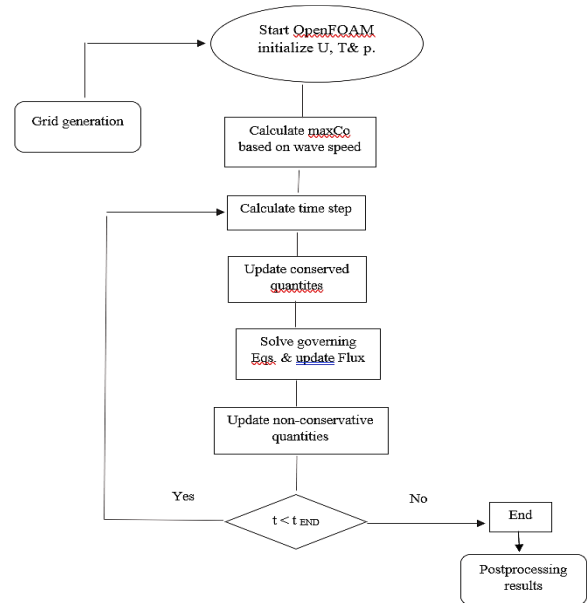 Start OpenFOAM
initialize U, T& p.
Grid generation
Calculate maxCo
based on wave speed
Calculate time step
Update conserved
quantites
Solve governing
Eqs. & update Flux
Update non-conservative
quantities
Yes
No
t < t END
End
Postprocessing
results